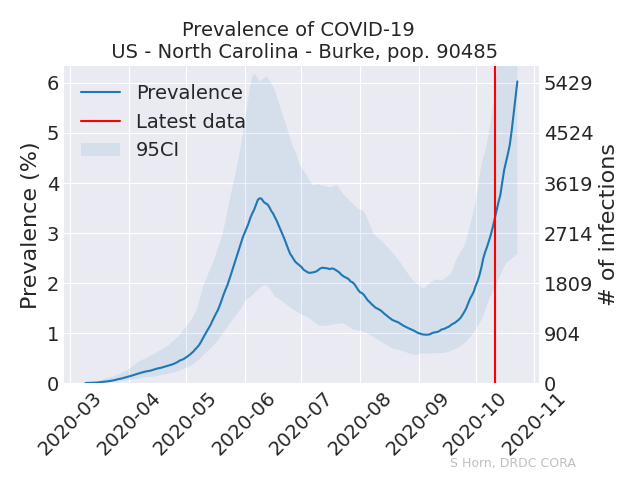 Prevalence of COVID-19
US - North Carolina - Burke, pop. 90485
Prevalence
Latest data
95CI
Prevalence (%)
6
5
4
3
2
1
0
5429
4524
3619
2714
1809
904
0
# of infections
2020-03
2020-04
2020-05
2020-06
2020-07
2020-08
2020-09
2020-10
2020-11
S Horn, DRDC CORA